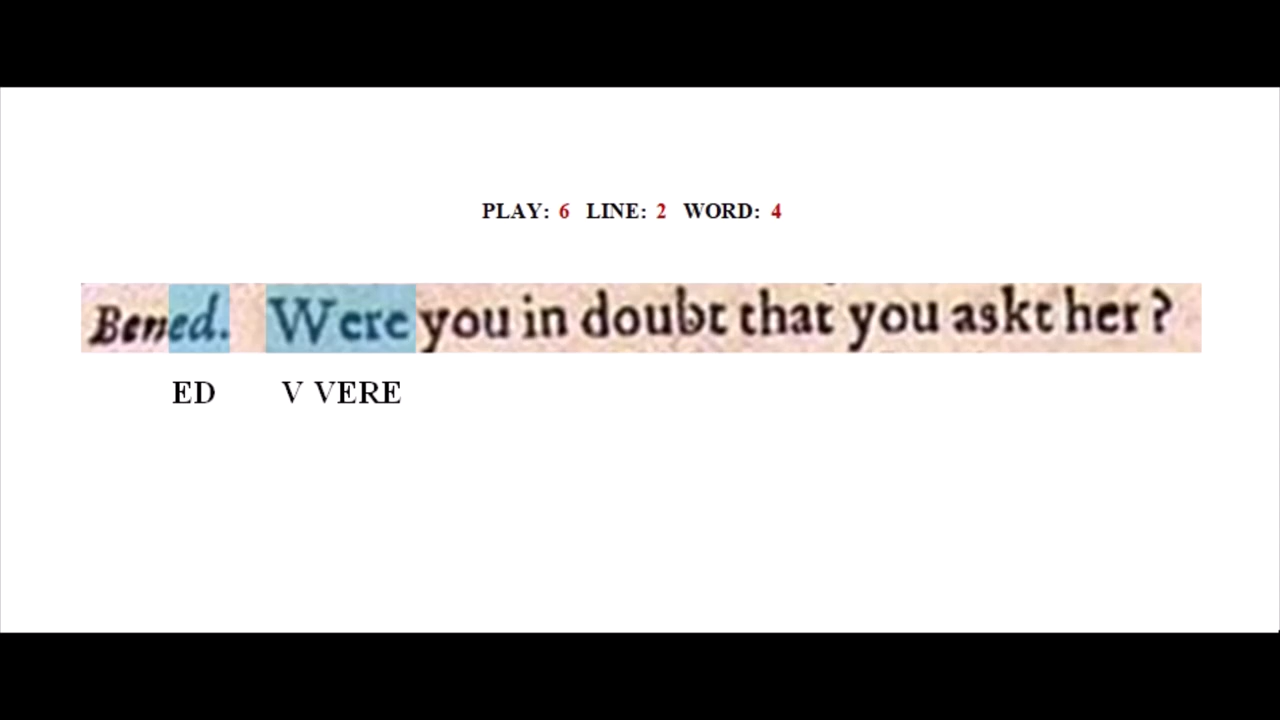 PLAY: 6 LINE: 2 WORD: 4
Bened. Were you in doubt that you askt her?
ED V VERE